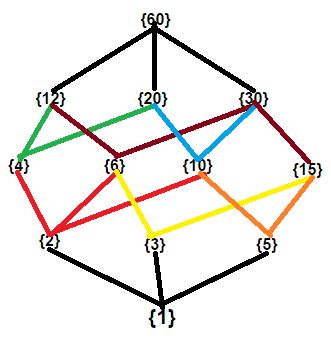 {60}
{12} {20} {30}
{4} {6} {10} {15}
{2} {3} {5}
{1}